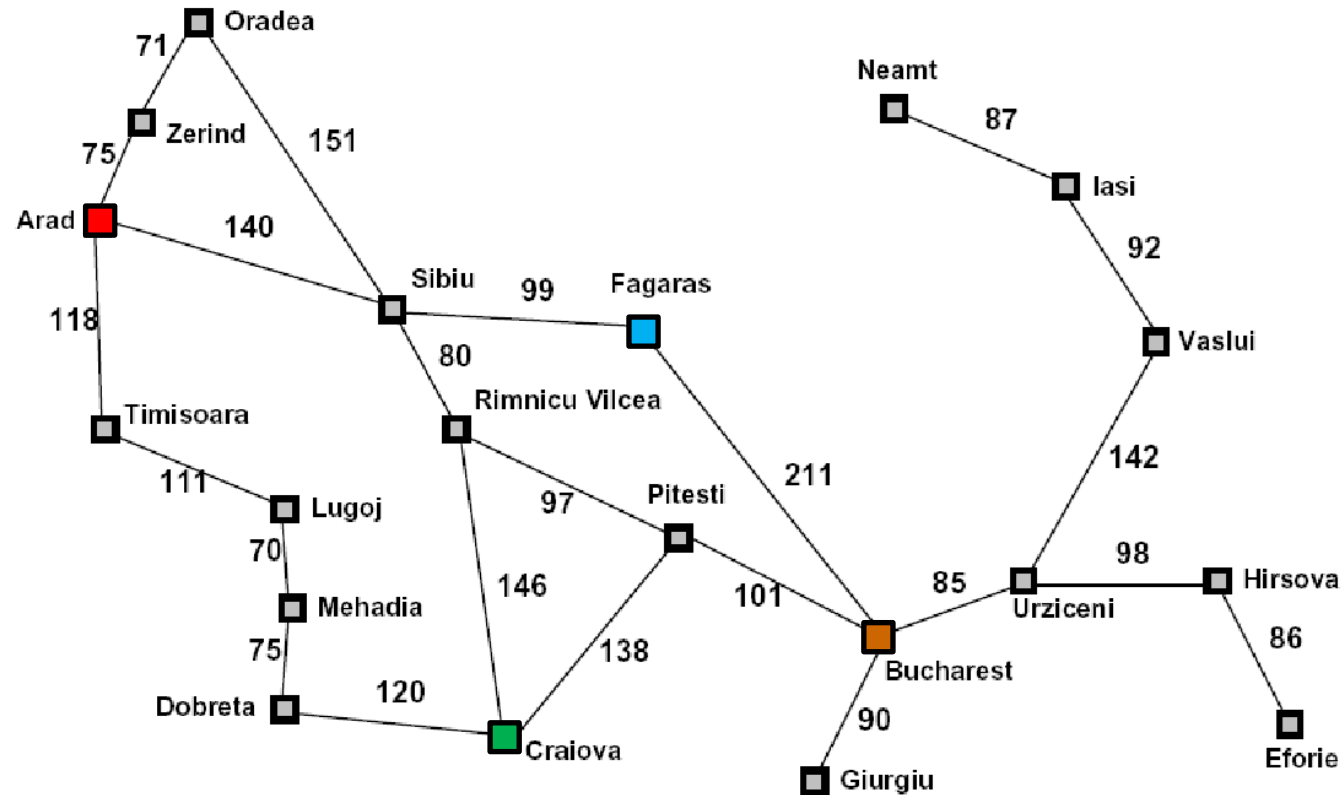 Oradea
71
Neamt
87
Zerind
151
75
Iasi
Arad
140
92
Sibiu
99
Fagaras
118
Vaslui
80
Rimnicu Vilcea
Timisoara
142
111
211
Lugoj
97
Pitesti
70
98
Hirsova
146
85
Mehadia
101
Urziceni
75
138
86
Bucharest
120
Dobreta
90
Craiova
Eforie
Giurgiu